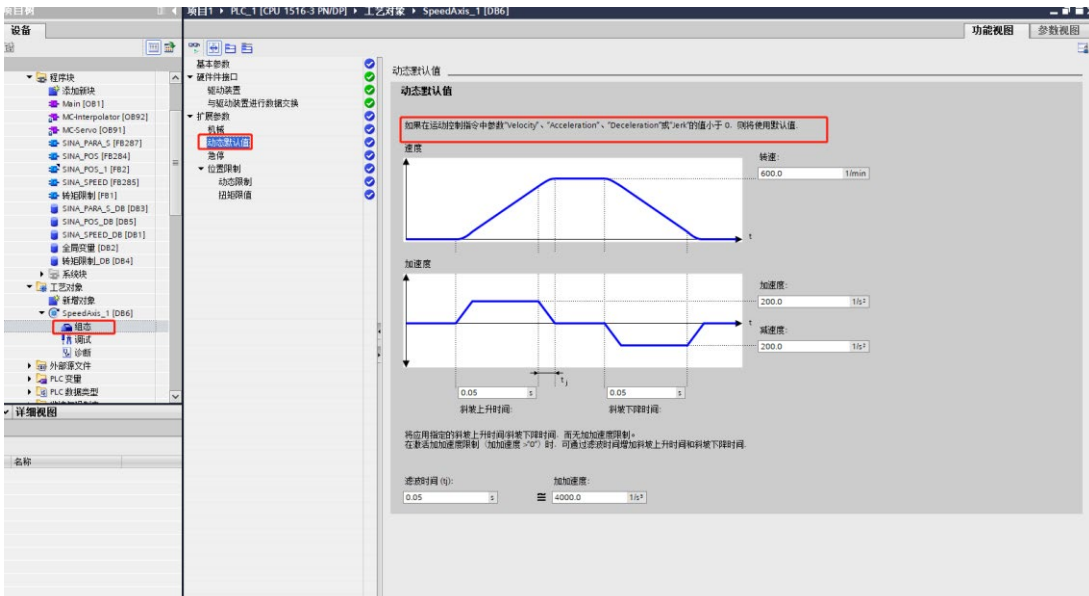 项目树
项目1 ▸ PLC_1 [CPU 1516-3 PN/DP] ▸ 工艺对象 ▸ SpeedAxis_1 [DB6]
设备
功能视图
参数视图
程序块
添加新块
Main [OB1]
MC-Interpolator [OB92]
MC-Servo [OB91]
SINA_PARA_S [FB287]
SINA_POS [FB284]
SINA_POS_1 [FB2]
SINA_SPEED [FB285]
转矩限制 [FB1]
SINA_PARA_S_DB [DB3]
SINA_POS_DB [DB5]
SINA_SPEED_DB [DB1]
全局变量 [DB2]
转矩限制_DB [DB4]
系统块
工艺对象
新增对象
SpeedAxis_1 [DB6]
组态
调试
诊断
外部源文件
PLC 变量
PLC 数据类型
详细视图
名称
基本参数
硬件件接口
驱动装置
与驱动装置进行数据交换
扩展参数
机械
动态默认值
急停
位置限制
动态限制
扭矩限值
动态默认值
动态默认值
如果在运动控制指令中参数"Velocity"、"Acceleration"、"Deceleration"或"Jerk"的值小于 0，则将使用默认值.
速度
转速:
600.0 1/min
t
加速度
加速度:
200.0 1/s²
t
减速度:
200.0 1/s²
tj
0.05 s
0.05 s
斜坡上升时间:
斜坡下降时间:
将应用指定的斜坡上升时间/斜坡下降时间，而无加加速度限制。
在激活加加速度限制（加加速度 >"0"）时，可通过滤波时间增加斜坡上升时间和斜坡下降时间.
滤波时间 (tj):
加加速度:
0.05 s ≅ 4000.0 1/s³